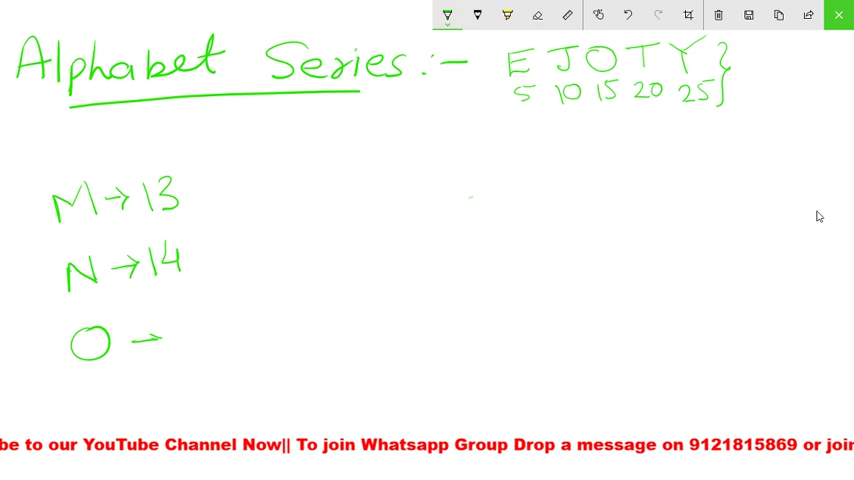 Alphabet Series :- E J O T Y }
5 10 15 20 25 }
M → 13
N → 14
O →
be to our YouTube Channel Now|| To join Whatsapp Group Drop a message on 9121815869 or join